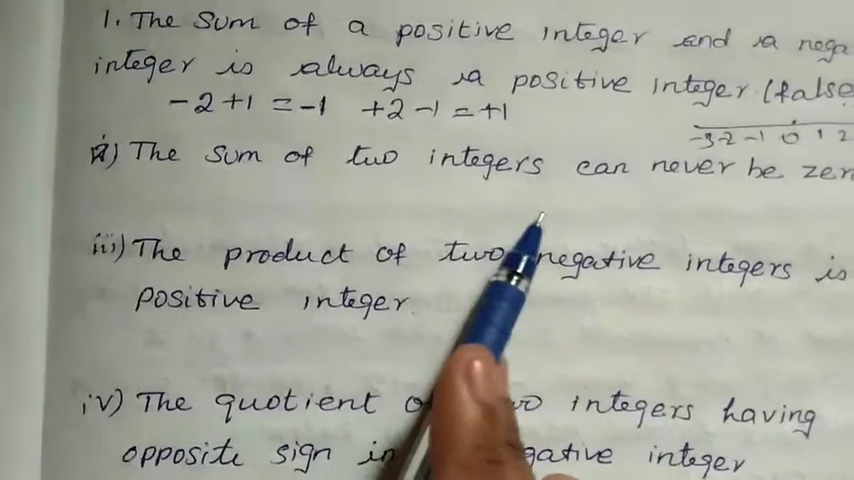 1. The Sum of a positive integer and a nega
integer is always a positive integer (false
-2 +1 = -1 +2 -1 = +1
-3 -2 -1 0 1 2
ii) The sum of two integers can never be zer
iii) The product of two negative integers is
positive integer.
iv) The quotient of two integers having
opposite sign in integer